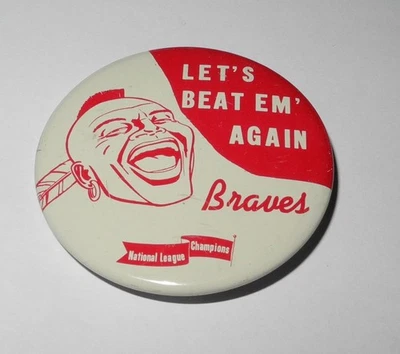 LET'S
BEAT EM'
AGAIN
Braves
National League Champions